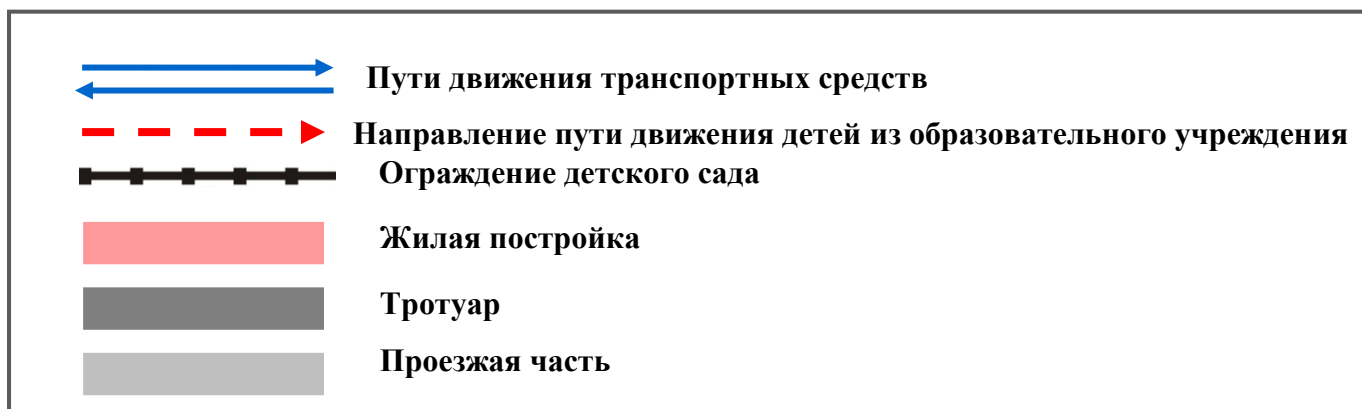 Пути движения транспортных средств
Направление пути движения детей из образовательного учреждения
Ограждение детского сада
Жилая постройка
Тротуар
Проезжая часть